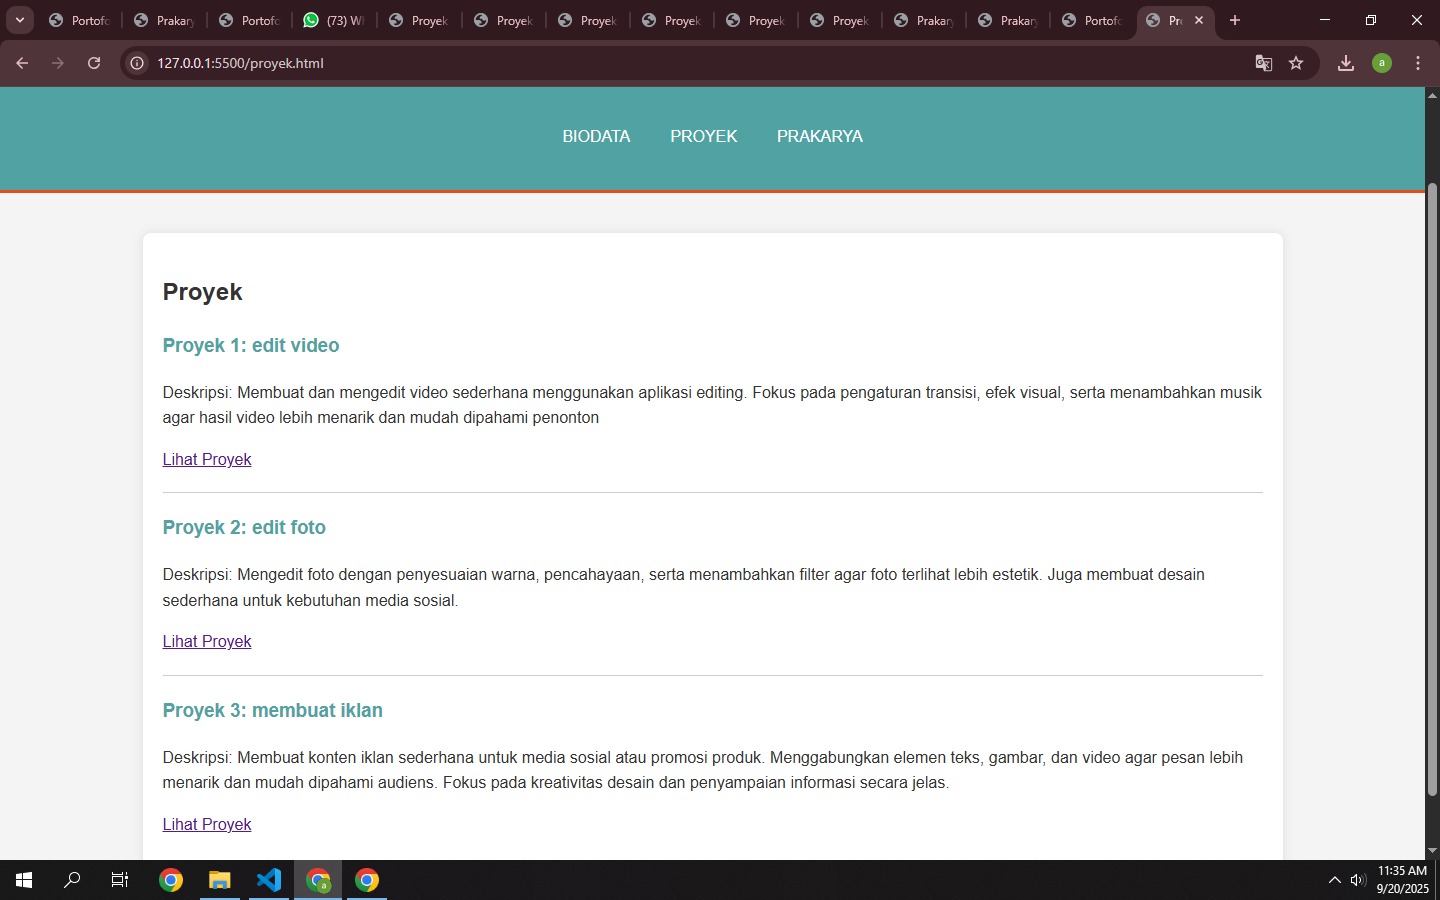 Portofo
Prakary
Portofo
(73) W
Proyek
Proyek
Proyek
Proyek
Proyek
Proyek
Prakar
Prakar
Portofo
Pr
127.0.0.1:5500/proyek.html
a
BIODATA
PROYEK
PRAKARYA
Proyek
Proyek 1: edit video
Deskripsi: Membuat dan mengedit video sederhana menggunakan aplikasi editing. Fokus pada pengaturan transisi, efek visual, serta menambahkan musik
agar hasil video lebih menarik dan mudah dipahami penonton
Lihat Proyek
Proyek 2: edit foto
Deskripsi: Mengedit foto dengan penyesuaian warna, pencahayaan, serta menambahkan filter agar foto terlihat lebih estetik. Juga membuat desain
sederhana untuk kebutuhan media sosial.
Lihat Proyek
Proyek 3: membuat iklan
Deskripsi: Membuat konten iklan sederhana untuk media sosial atau promosi produk. Menggabungkan elemen teks, gambar, dan video agar pesan lebih
menarik dan mudah dipahami audiens. Fokus pada kreativitas desain dan penyampaian informasi secara jelas.
Lihat Proyek
a
11:35 AM
9/20/2025